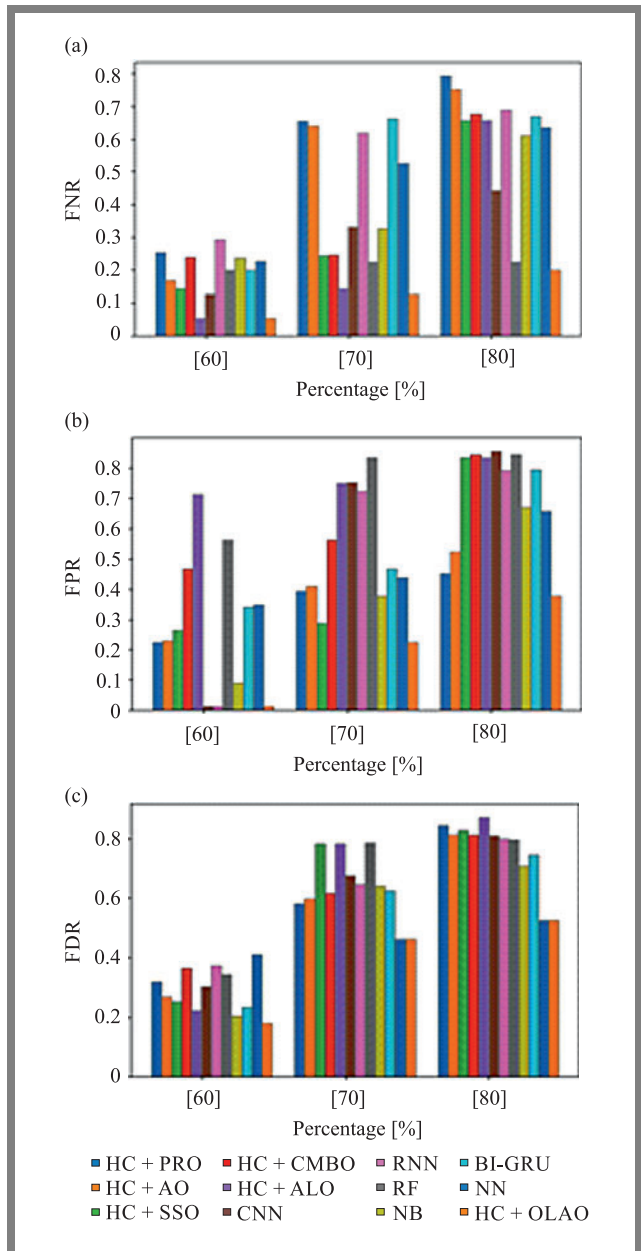 (a)
0.8
0.7
0.6
0.5
0.4
0.3
0.2
0.1
0
FNR
[60] [70] [80]
Percentage [%]
(b)
0.8
0.7
0.6
0.5
0.4
0.3
0.2
0.1
0
FPR
[60] [70] [80]
Percentage [%]
(c)
0.8
0.6
0.4
0.2
0
FDR
[60] [70] [80]
Percentage [%]
HC + PRO HC + CMBO RNN BI-GRU
HC + AO HC + ALO RF NN
HC + SSO CNN NB HC + OLAO